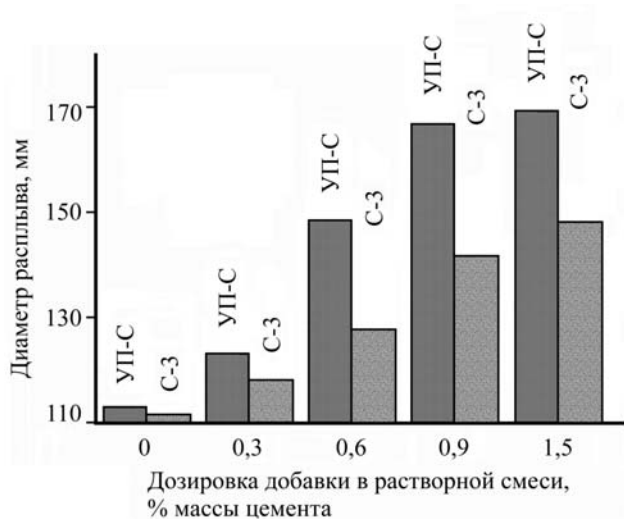 Диаметр расплыва, мм
170
150
130
110
УП-С
С-3
УП-С
С-3
УП-С
С-3
УП-С
С-3
УП-С
С-3
0
0,3
0,6
0,9
1,5
Дозировка добавки в растворной смеси,
% массы цемента